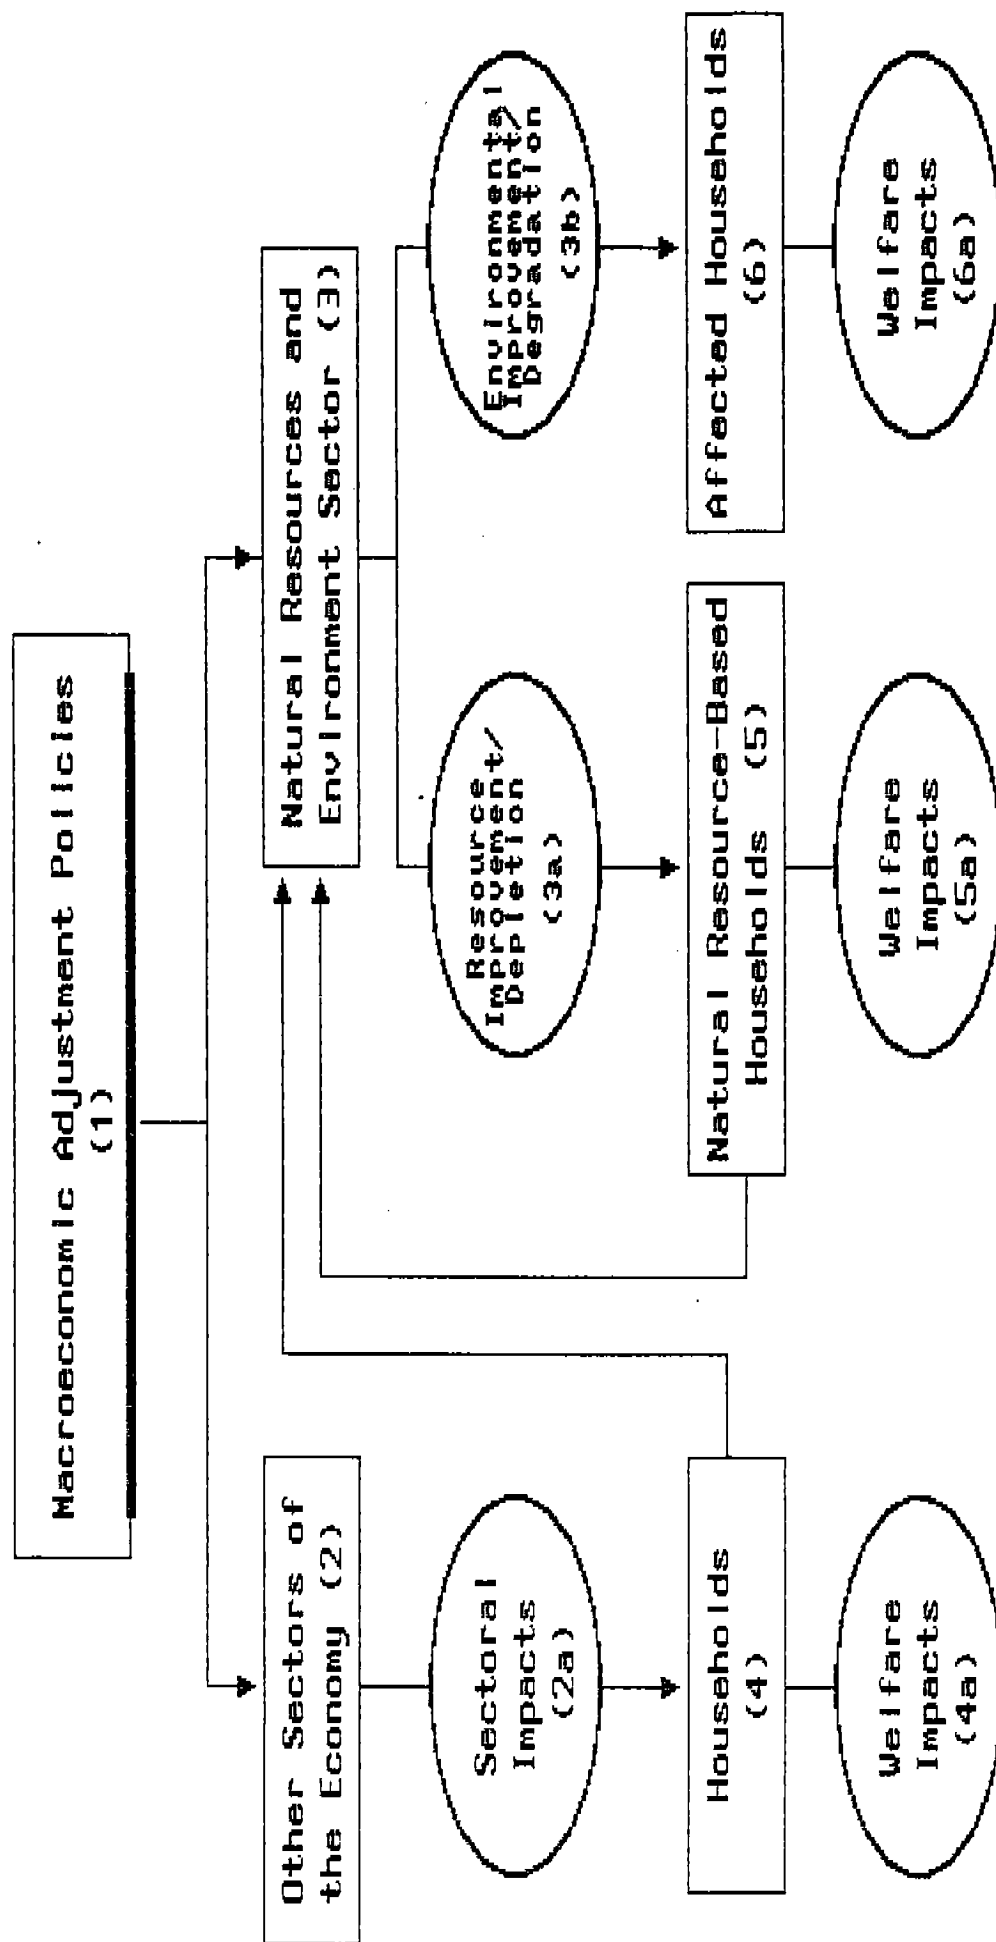 Macroeconomic Adjustment Policies
(1)
Other Sectors of
the Economy (2)
Natural Resources and
Environment Sector (3)
Sectoral
Impacts
(2a)
Resource
Improvement/
Depletion
(3a)
Environmental
Improvement/
Degradation
(3b)
Households
(4)
Natural Resource-Based
Households (5)
Affected Households
(6)
Welfare
Impacts
(4a)
Welfare
Impacts
(5a)
Welfare
Impacts
(6a)